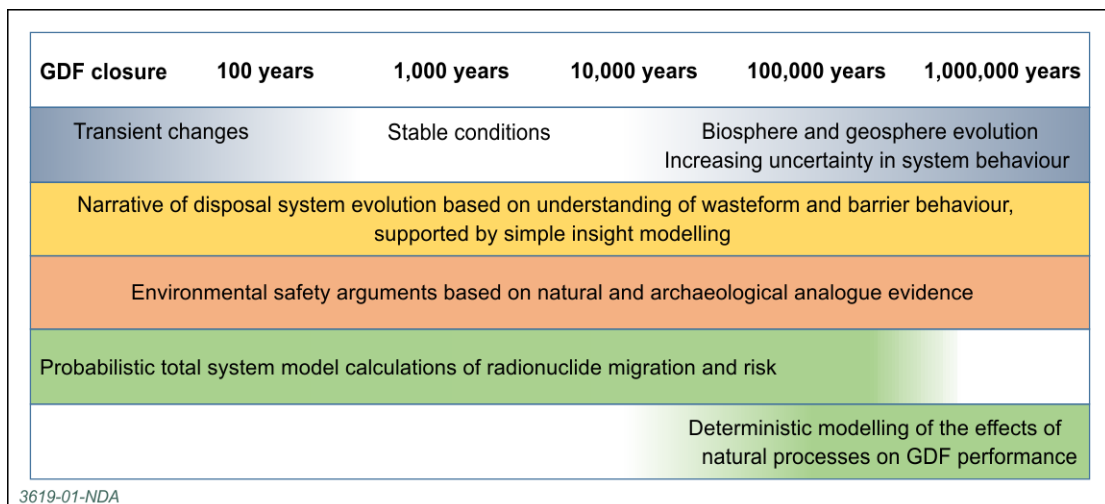 GDF closure 100 years 1,000 years 10,000 years 100,000 years 1,000,000 years
Transient changes
Stable conditions
Biosphere and geosphere evolution
Increasing uncertainty in system behaviour
Narrative of disposal system evolution based on understanding of wasteform and barrier behaviour,
supported by simple insight modelling
Environmental safety arguments based on natural and archaeological analogue evidence
Probabilistic total system model calculations of radionuclide migration and risk
Deterministic modelling of the effects of
natural processes on GDF performance
3619-01-NDA